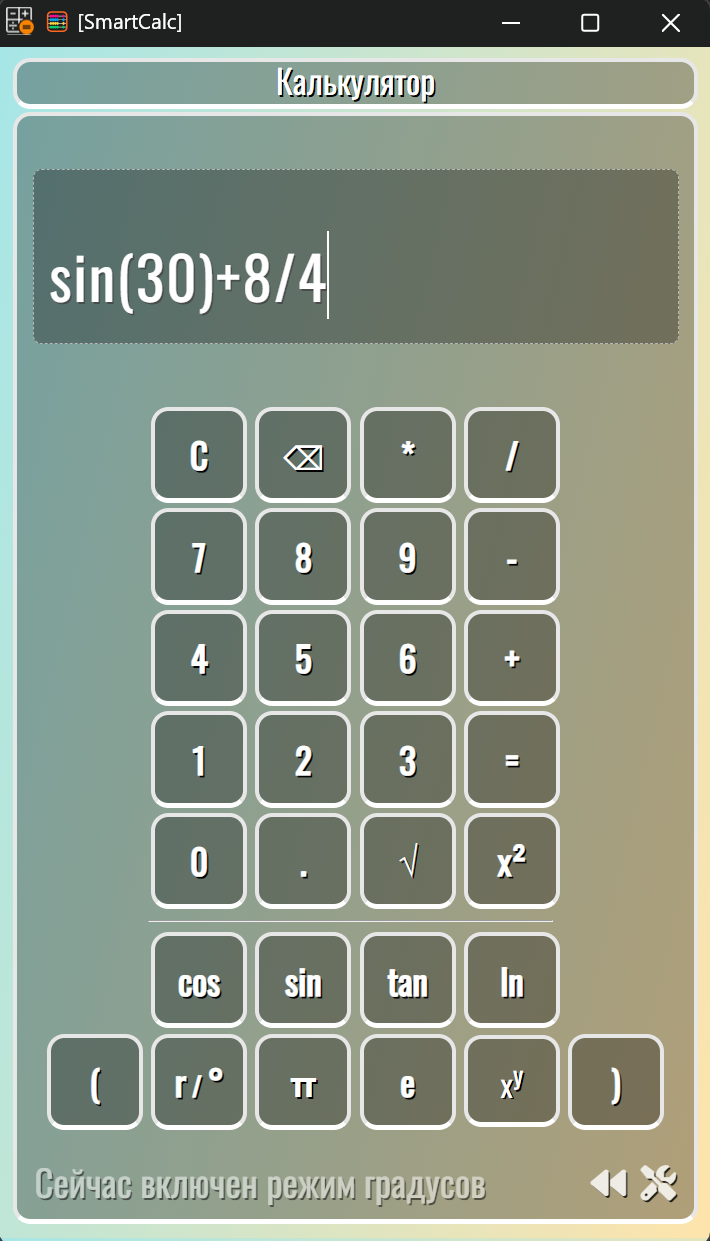 [SmartCalc]
Калькулятор
sin(30)+8/4
C ⌫ * /
7 8 9 -
4 5 6 +
1 2 3 =
0 . √ x²
cos sin tan ln
( r/° π e xʸ )
Сейчас включен режим градусов